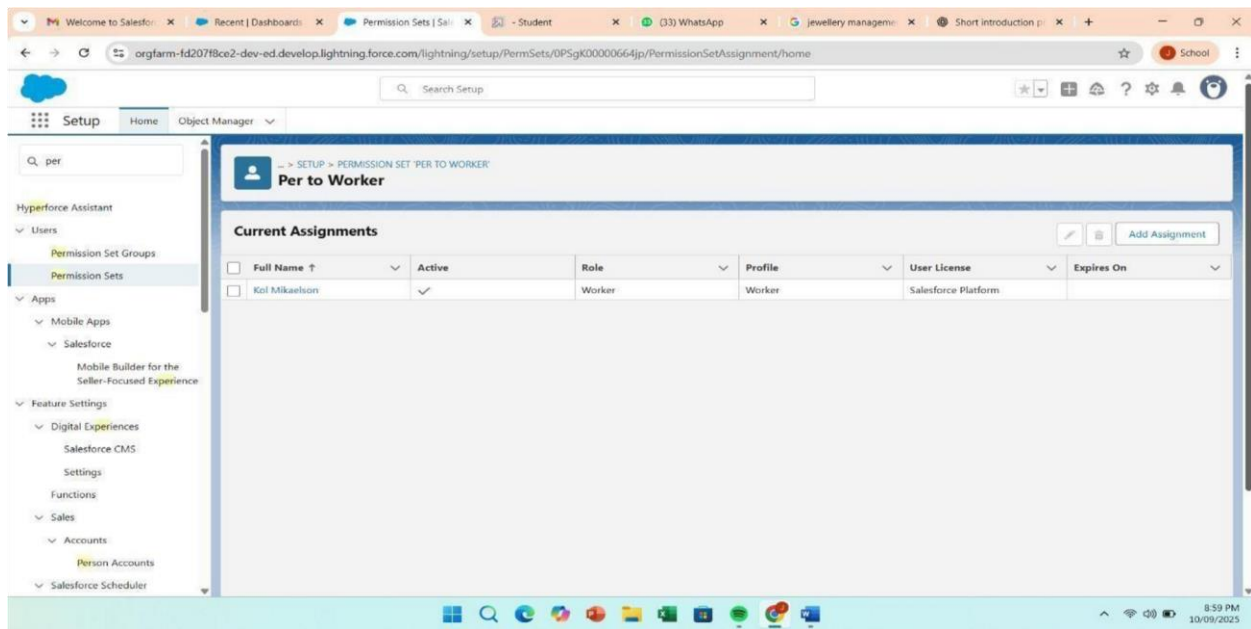 Welcome to Salesfor
Recent | Dashboards
Permission Sets | Sale
- Student
(33) WhatsApp
jewellery manageme
Short introduction p
orgfarm-fd207f8ce2-dev-ed.develop.lightning.force.com/lightning/setup/PermSets/0PSgK00000664jp/PermissionSetAssignment/home
School
Search Setup
Setup
Home
Object Manager
per
... > SETUP > PERMISSION SET 'PER TO WORKER'
Per to Worker
Hyperforce Assistant
Users
Permission Set Groups
Permission Sets
Apps
Mobile Apps
Salesforce
Mobile Builder for the
Seller-Focused Experience
Feature Settings
Digital Experiences
Salesforce CMS
Settings
Functions
Sales
Accounts
Person Accounts
Salesforce Scheduler
Current Assignments
Add Assignment
Full Name ↑ Active Role Profile User License Expires On
Kol Mikaelson Worker Worker Salesforce Platform
8:59 PM
10/09/2025